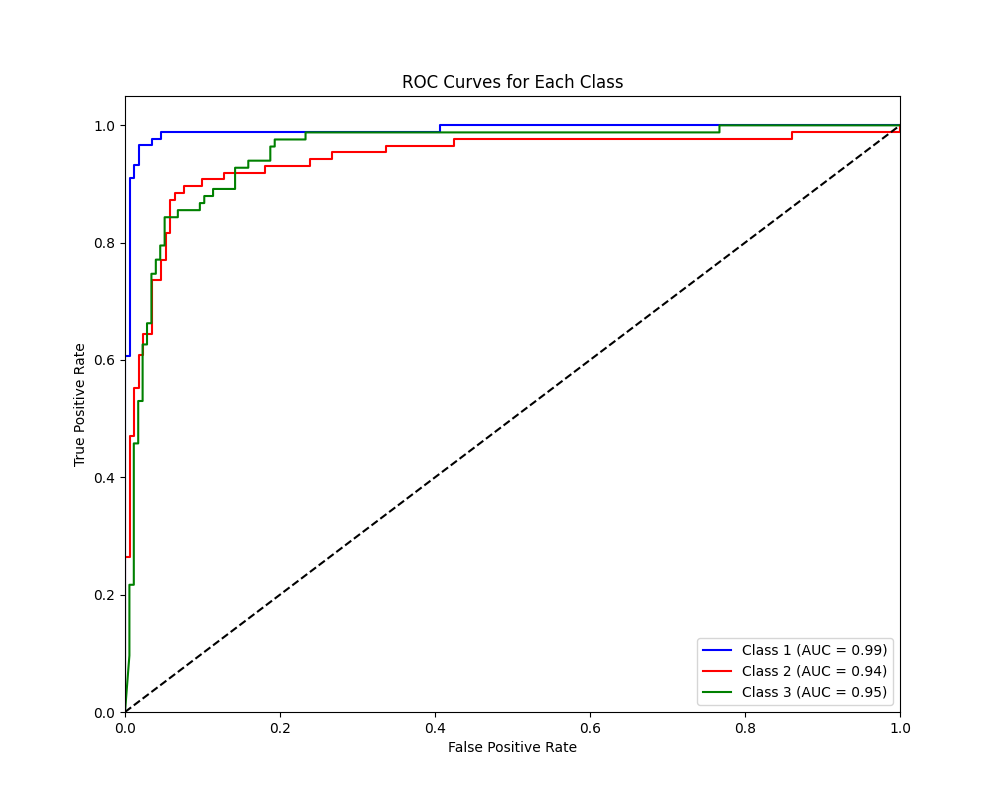 ROC Curves for Each Class
True Positive Rate
1.0
0.8
0.6
0.4
0.2
0.0
0.0 0.2 0.4 0.6 0.8 1.0
False Positive Rate
Class 1 (AUC = 0.99)
Class 2 (AUC = 0.94)
Class 3 (AUC = 0.95)